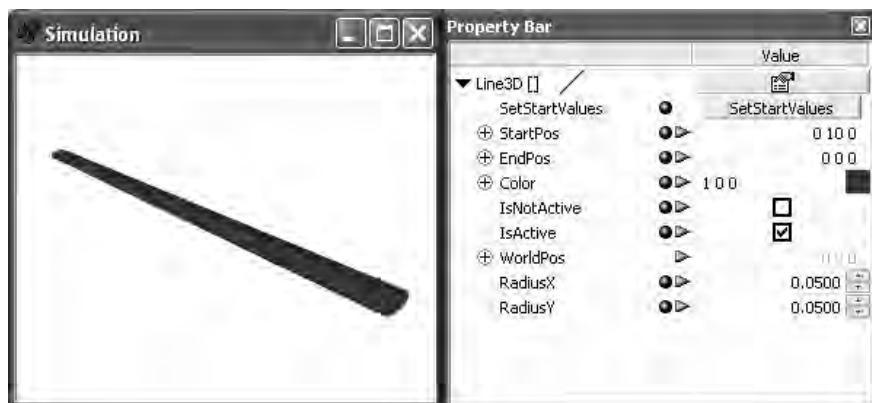 Simulation
Property Bar
Value
Line3D []
SetStartValues SetStartValues
StartPos 0 10 0
EndPos 0 0 0
Color 1 0 0
IsNotActive
IsActive
WorldPos
RadiusX 0.0500
RadiusY 0.0500